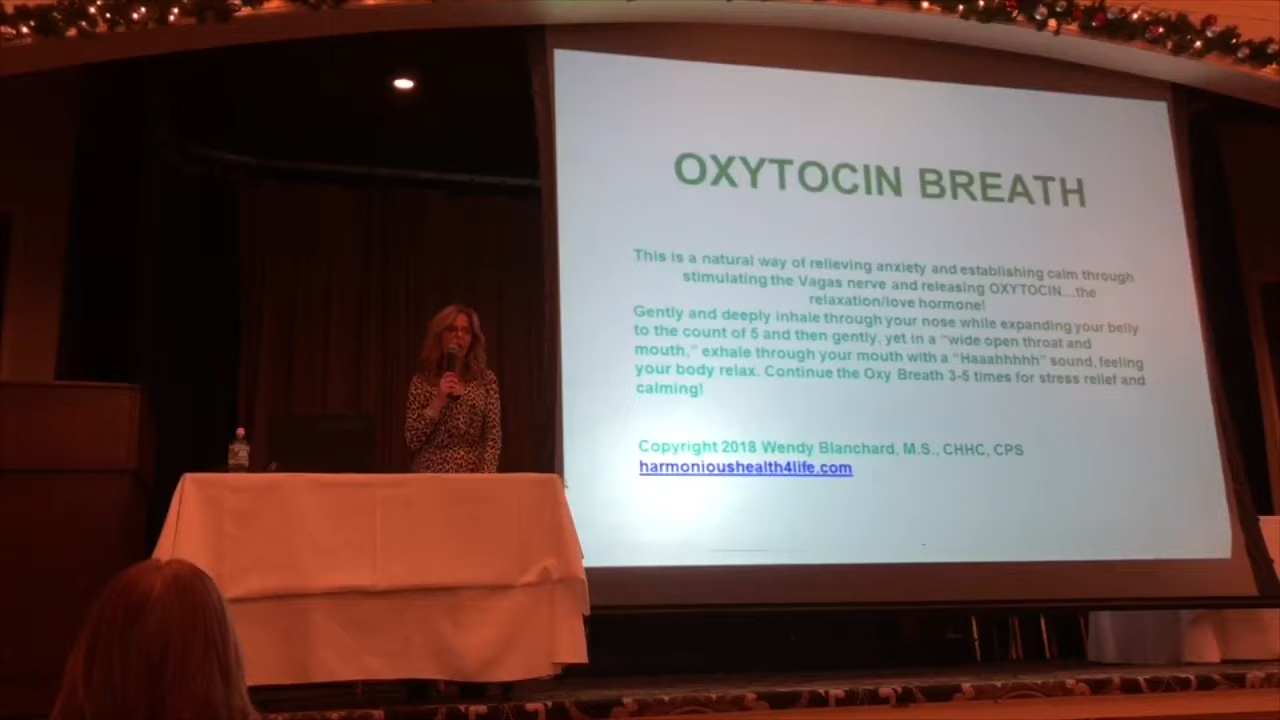 OXYTOCIN BREATH
This is a natural way of relieving anxiety and establishing calm through
stimulating the Vagas nerve and releasing OXYTOCIN....the
relaxation/love hormone!
Gently and deeply inhale through your nose while expanding your belly
to the count of 5 and then gently, yet in a "wide open throat and
mouth," exhale through your mouth with a "Haaahhhhh" sound, feeling
your body relax. Continue the Oxy Breath 3-5 times for stress relief and
calming!
Copyright 2018 Wendy Blanchard, M.S., CHHC, CPS
harmonioushealth4life.com